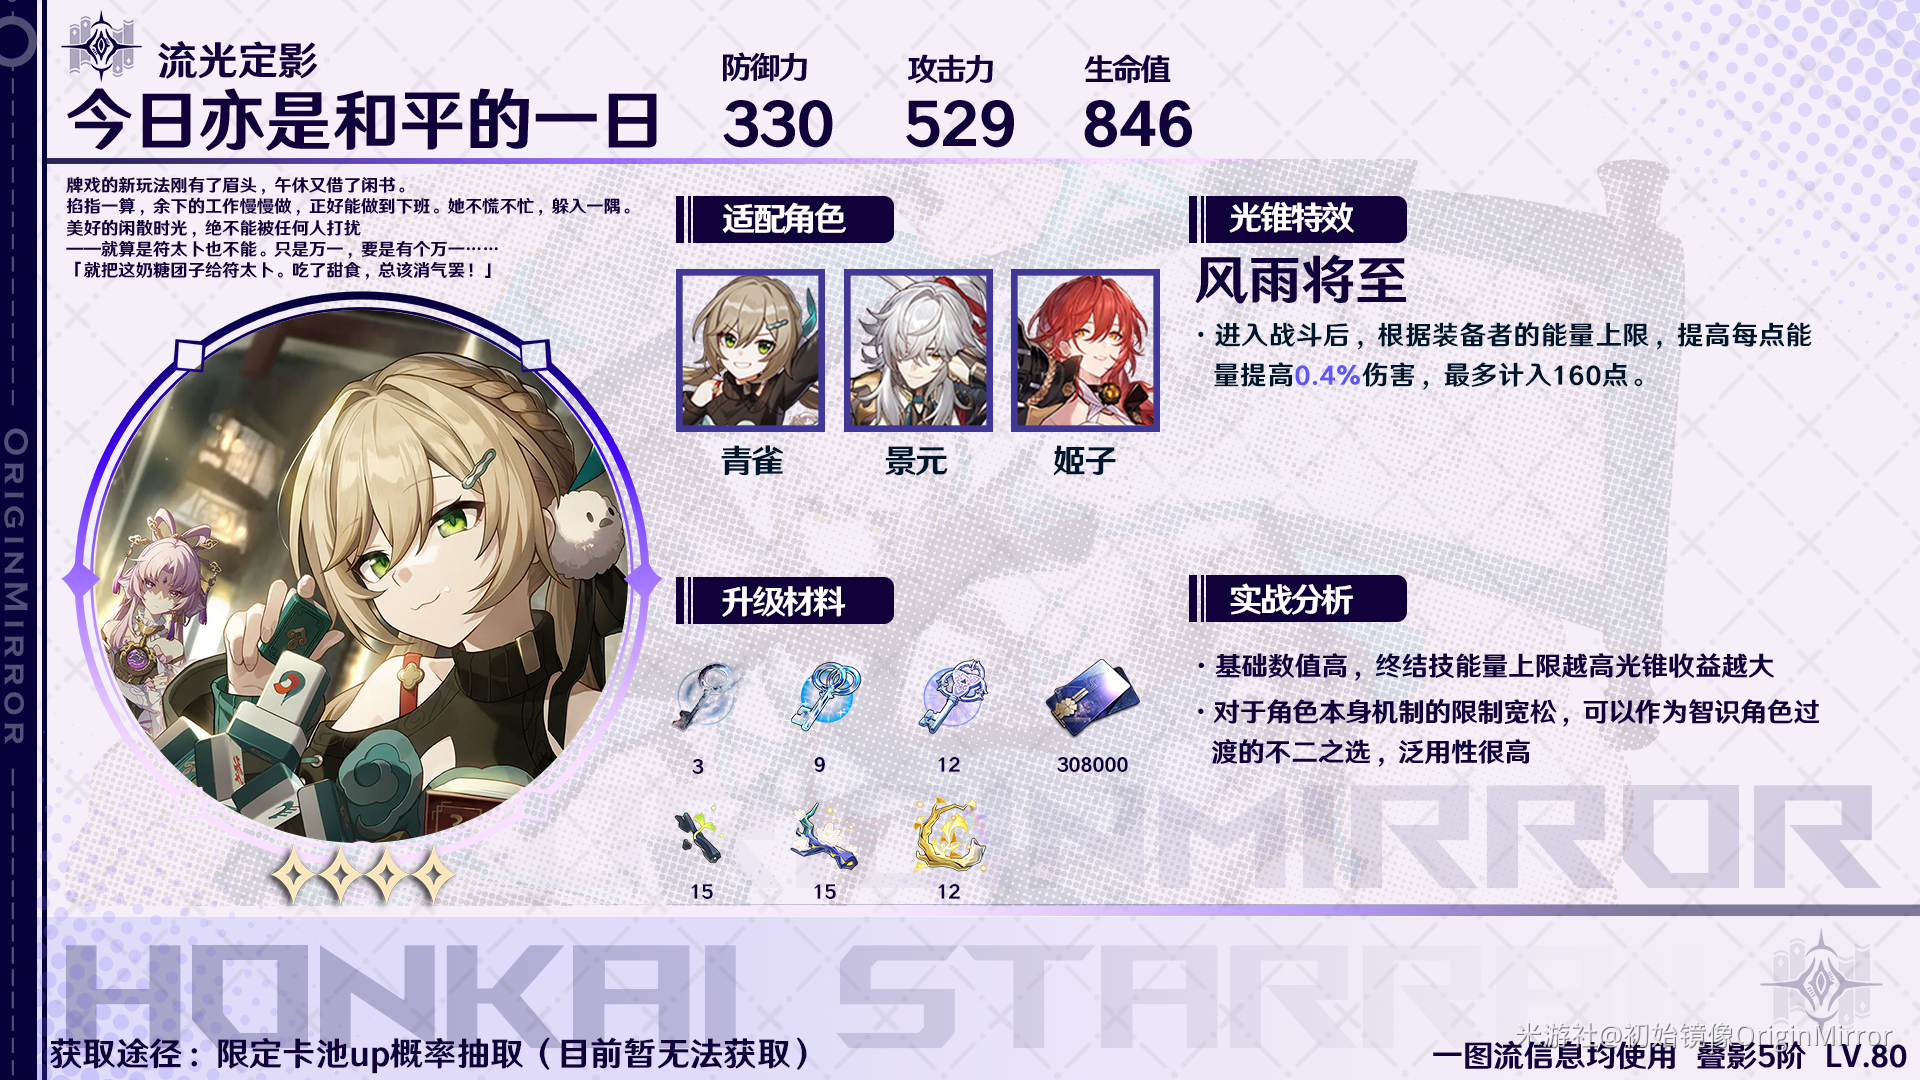 流光定影
今日亦是和平的一日
防御力
330
攻击力
529
生命值
846
牌戏的新玩法刚有了眉头，午休又借了闲书。
掐指一算，余下的工作慢慢做，正好能做到下班。她不慌不忙，躲入一隅。
美好的闲散时光，绝不能被任何人打扰
——就算是符太卜也不能。只是万一，要是有个万一……
「就把这奶糖团子给符太卜。吃了甜食，总该消气罢！」
适配角色
青雀
景元
姬子
光锥特效
风雨将至
·进入战斗后，根据装备者的能量上限，提高每点能
量提高0.4%伤害，最多计入160点。
升级材料
3
9
12
308000
15
15
12
实战分析
·基础数值高，终结技能量上限越高光锥收益越大
·对于角色本身机制的限制宽松，可以作为智识角色过
渡的不二之选，泛用性很高
ORIGINMIRROR
MIRROR
HONKAI STARRAIL
米游社@初始镜像OriginMirror
获取途径：限定卡池up概率抽取（目前暂无法获取）
一图流信息均使用 叠影5阶 LV.80